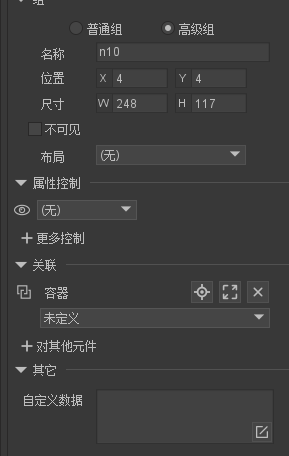 组
普通组 高级组
名称 n10
位置 X 4 Y 4
尺寸 W 248 H 117
不可见
布局 (无)
属性控制
(无)
更多控制
关联
容器
未定义
对其他元件
其它
自定义数据